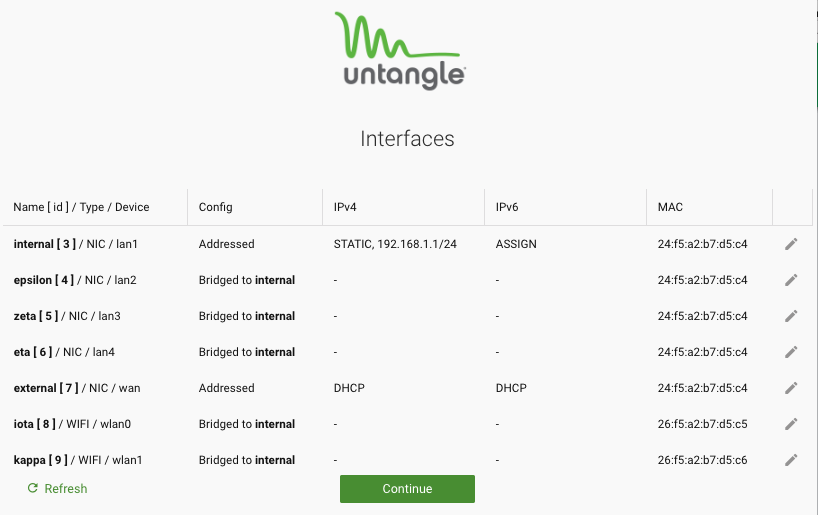 untangle
Interfaces
Name [ id ] / Type / Device Config IPv4 IPv6 MAC
internal [ 3 ] / NIC / lan1 Addressed STATIC, 192.168.1.1/24 ASSIGN 24:f5:a2:b7:d5:c4
epsilon [ 4 ] / NIC / lan2 Bridged to internal - - 24:f5:a2:b7:d5:c4
zeta [ 5 ] / NIC / lan3 Bridged to internal - - 24:f5:a2:b7:d5:c4
eta [ 6 ] / NIC / lan4 Bridged to internal - - 24:f5:a2:b7:d5:c4
external [ 7 ] / NIC / wan Addressed DHCP DHCP 24:f5:a2:b7:d5:c4
iota [ 8 ] / WIFI / wlan0 Bridged to internal - - 26:f5:a2:b7:d5:c5
kappa [ 9 ] / WIFI / wlan1 Bridged to internal - - 26:f5:a2:b7:d5:c6
Refresh Continue